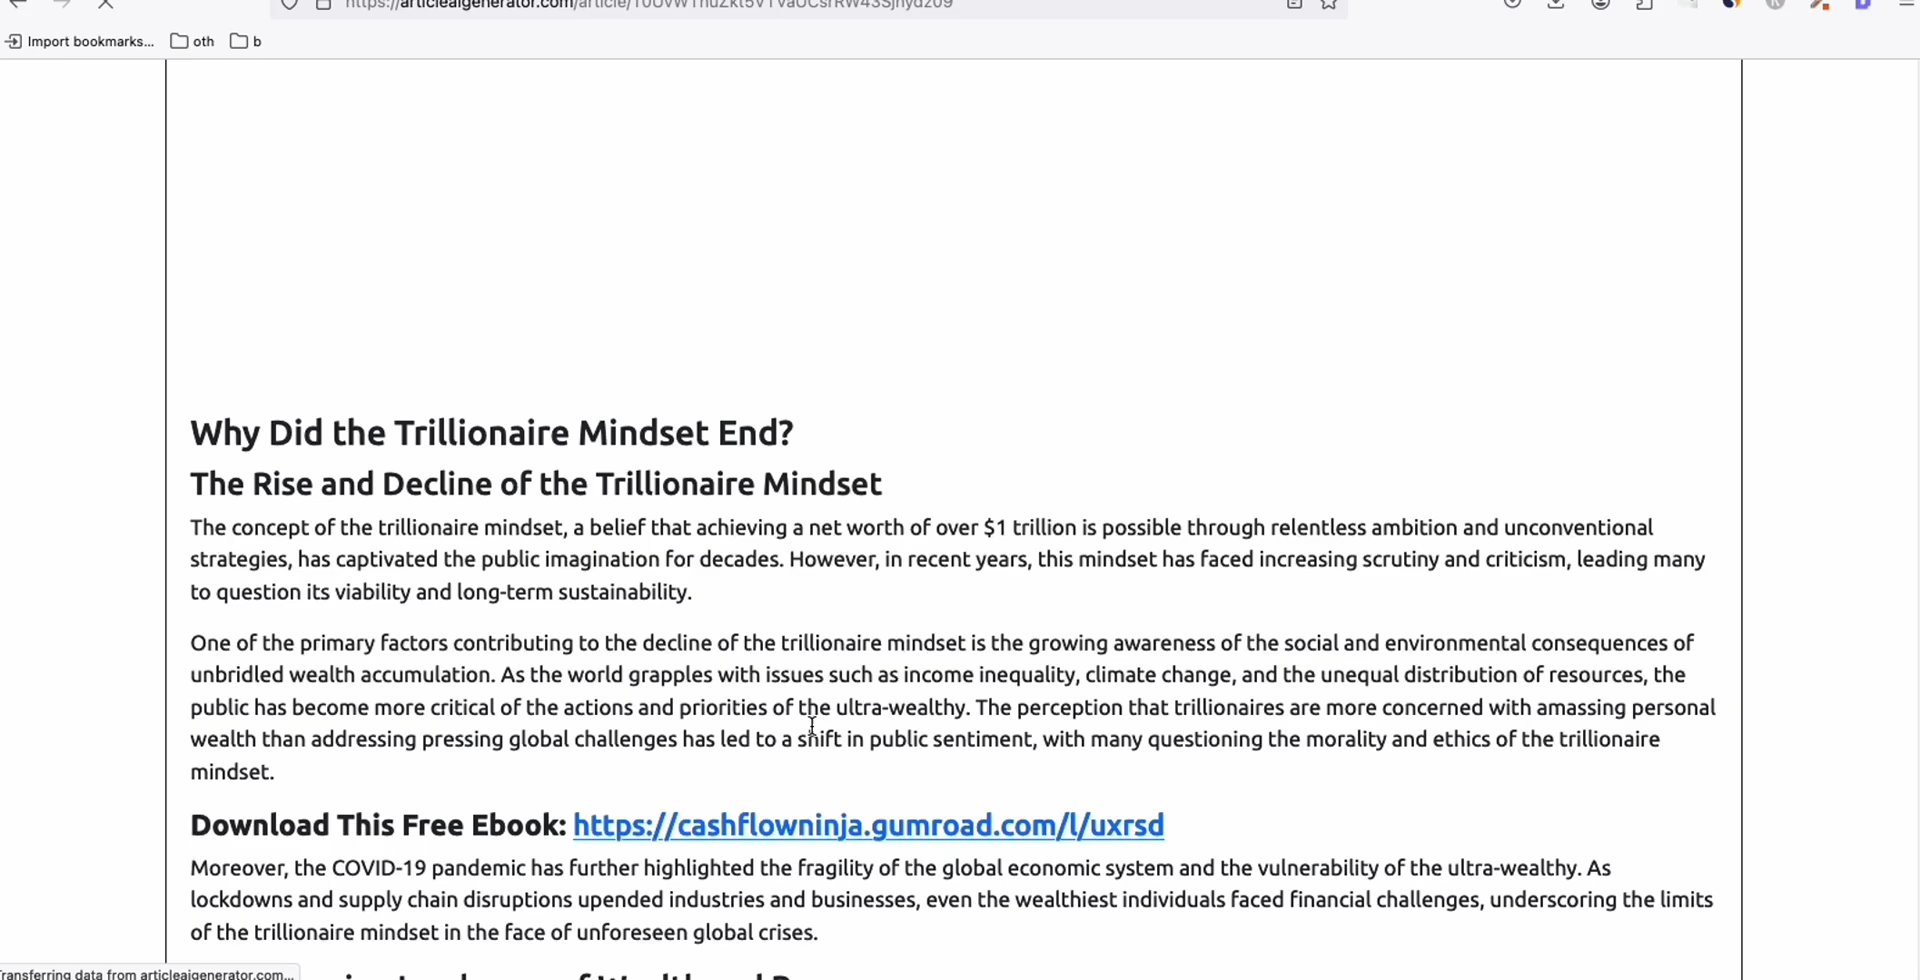 Import bookmarks...
oth
b
Why Did the Trillionaire Mindset End?
The Rise and Decline of the Trillionaire Mindset
The concept of the trillionaire mindset, a belief that achieving a net worth of over $1 trillion is possible through relentless ambition and unconventional
strategies, has captivated the public imagination for decades. However, in recent years, this mindset has faced increasing scrutiny and criticism, leading many
to question its viability and long-term sustainability.
One of the primary factors contributing to the decline of the trillionaire mindset is the growing awareness of the social and environmental consequences of
unbridled wealth accumulation. As the world grapples with issues such as income inequality, climate change, and the unequal distribution of resources, the
public has become more critical of the actions and priorities of the ultra-wealthy. The perception that trillionaires are more concerned with amassing personal
wealth than addressing pressing global challenges has led to a shift in public sentiment, with many questioning the morality and ethics of the trillionaire
mindset.
Download This Free Ebook: https://cashflowninja.gumroad.com/l/uxrsd
Moreover, the COVID-19 pandemic has further highlighted the fragility of the global economic system and the vulnerability of the ultra-wealthy. As
lockdowns and supply chain disruptions upended industries and businesses, even the wealthiest individuals faced financial challenges, underscoring the limits
of the trillionaire mindset in the face of unforeseen global crises.
Transferring data from articleaigenerator.com...